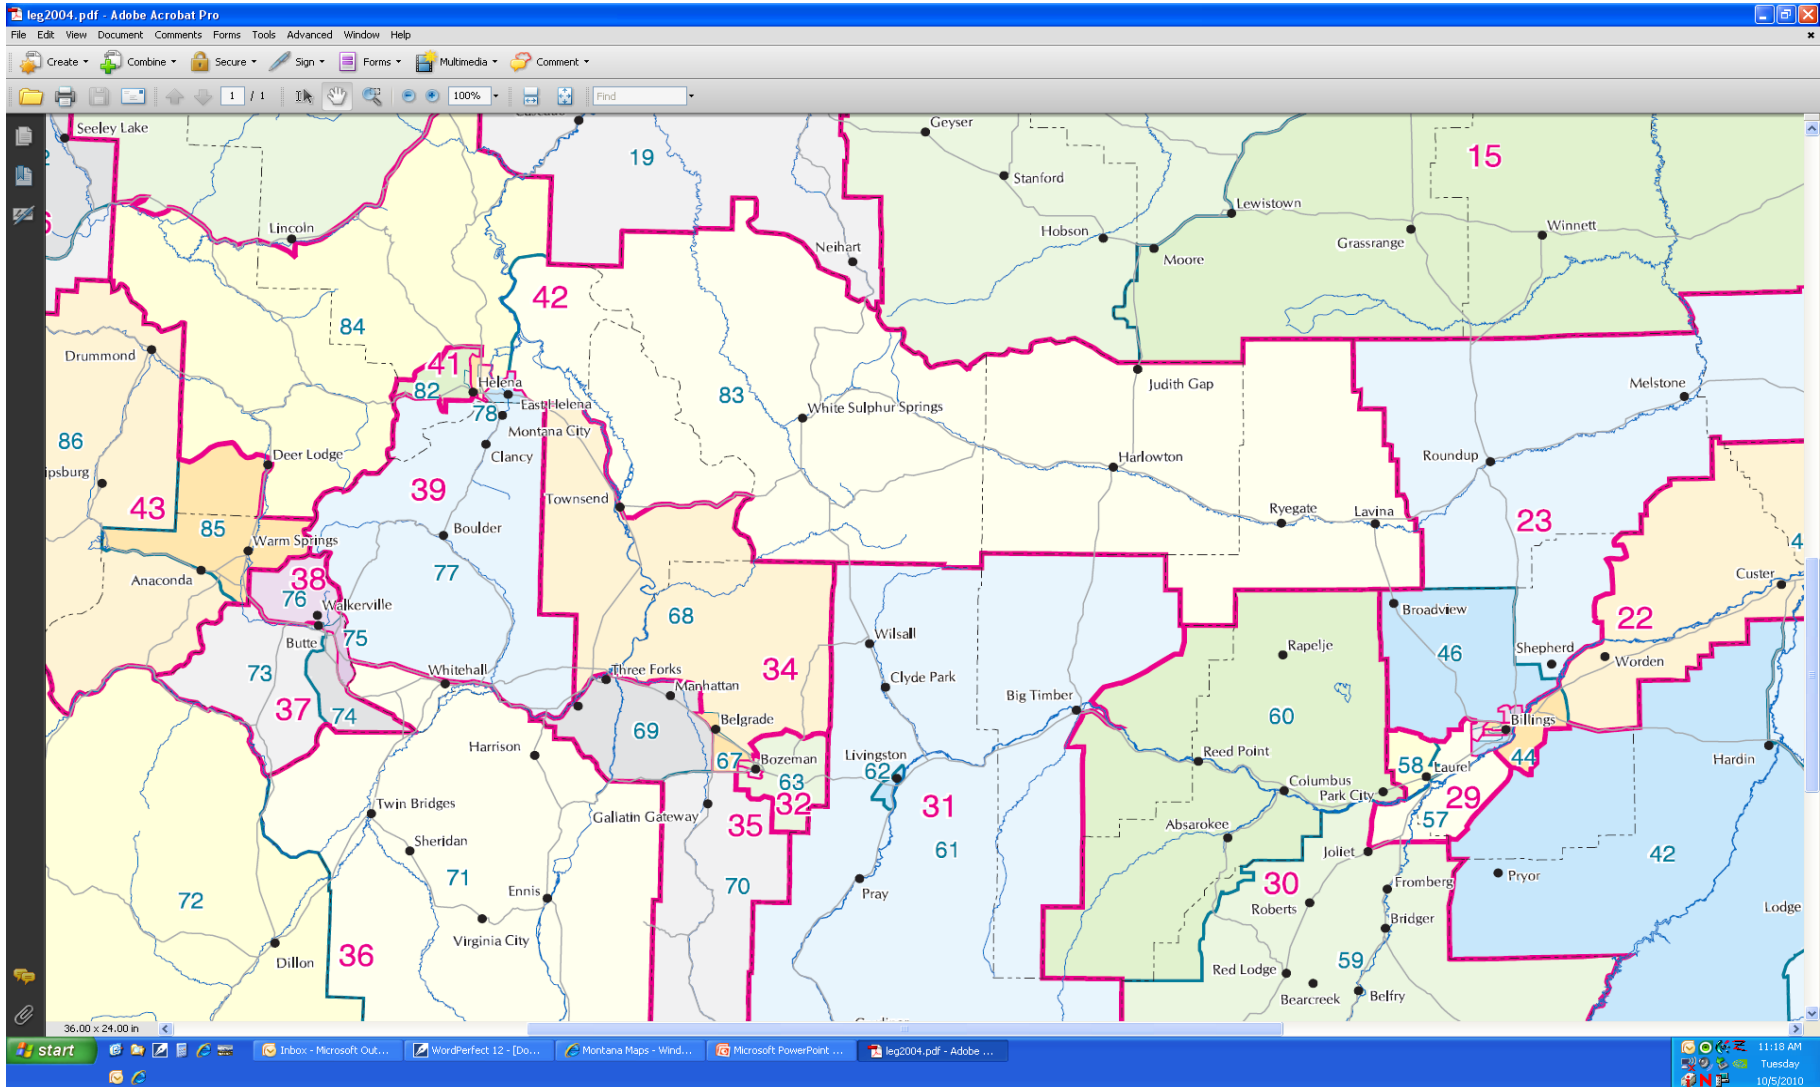 leg2004.pdf - Adobe Acrobat Pro
File Edit View Document Comments Forms Tools Advanced Window Help
Create Combine Secure Sign Forms Multimedia Comment
1 / 1 100% Find
Seeley Lake
Geyser
19
15
Stanford
Lewistown
Lincoln
Hobson
Grassrange
Winnett
Neihart
Moore
42
84
Drummond
41
Helena
82
83
Judith Gap
Melstone
East Helena
78
White Sulphur Springs
Montana City
86
Deer Lodge
Clancy
Harlowton
Roundup
ipsburg
39
43
Townsend
85
Boulder
Ryegate
Lavina
23
Warm Springs
4
Anaconda
38
77
Custer
76
Walkerville
68
Broadview
22
Butte
75
Wilsall
Rapelje
46
Shepherd
Whitehall
Three Forks
34
Worden
73
Manhattan
Clyde Park
Big Timber
37
74
Belgrade
60
Billings
69
Harrison
67
Bozeman
Livingston
Reed Point
58
44
Hardin
63
62
Columbus
Laurel
Twin Bridges
32
31
Park City
29
Gallatin Gateway
35
Absarokee
57
Sheridan
61
Joliet
42
71
Ennis
70
Pray
30
Fromberg
Pryor
72
Roberts
Lodge
Virginia City
Bridger
36
Dillon
Red Lodge
59
Bearcreek
Belfry
36.00 x 24.00 in
start
Inbox - Microsoft Out...
WordPerfect 12 - [Do...
Montana Maps - Wind...
Microsoft PowerPoint ...
leg2004.pdf - Adobe ...
11:18 AM
Tuesday
10/5/2010